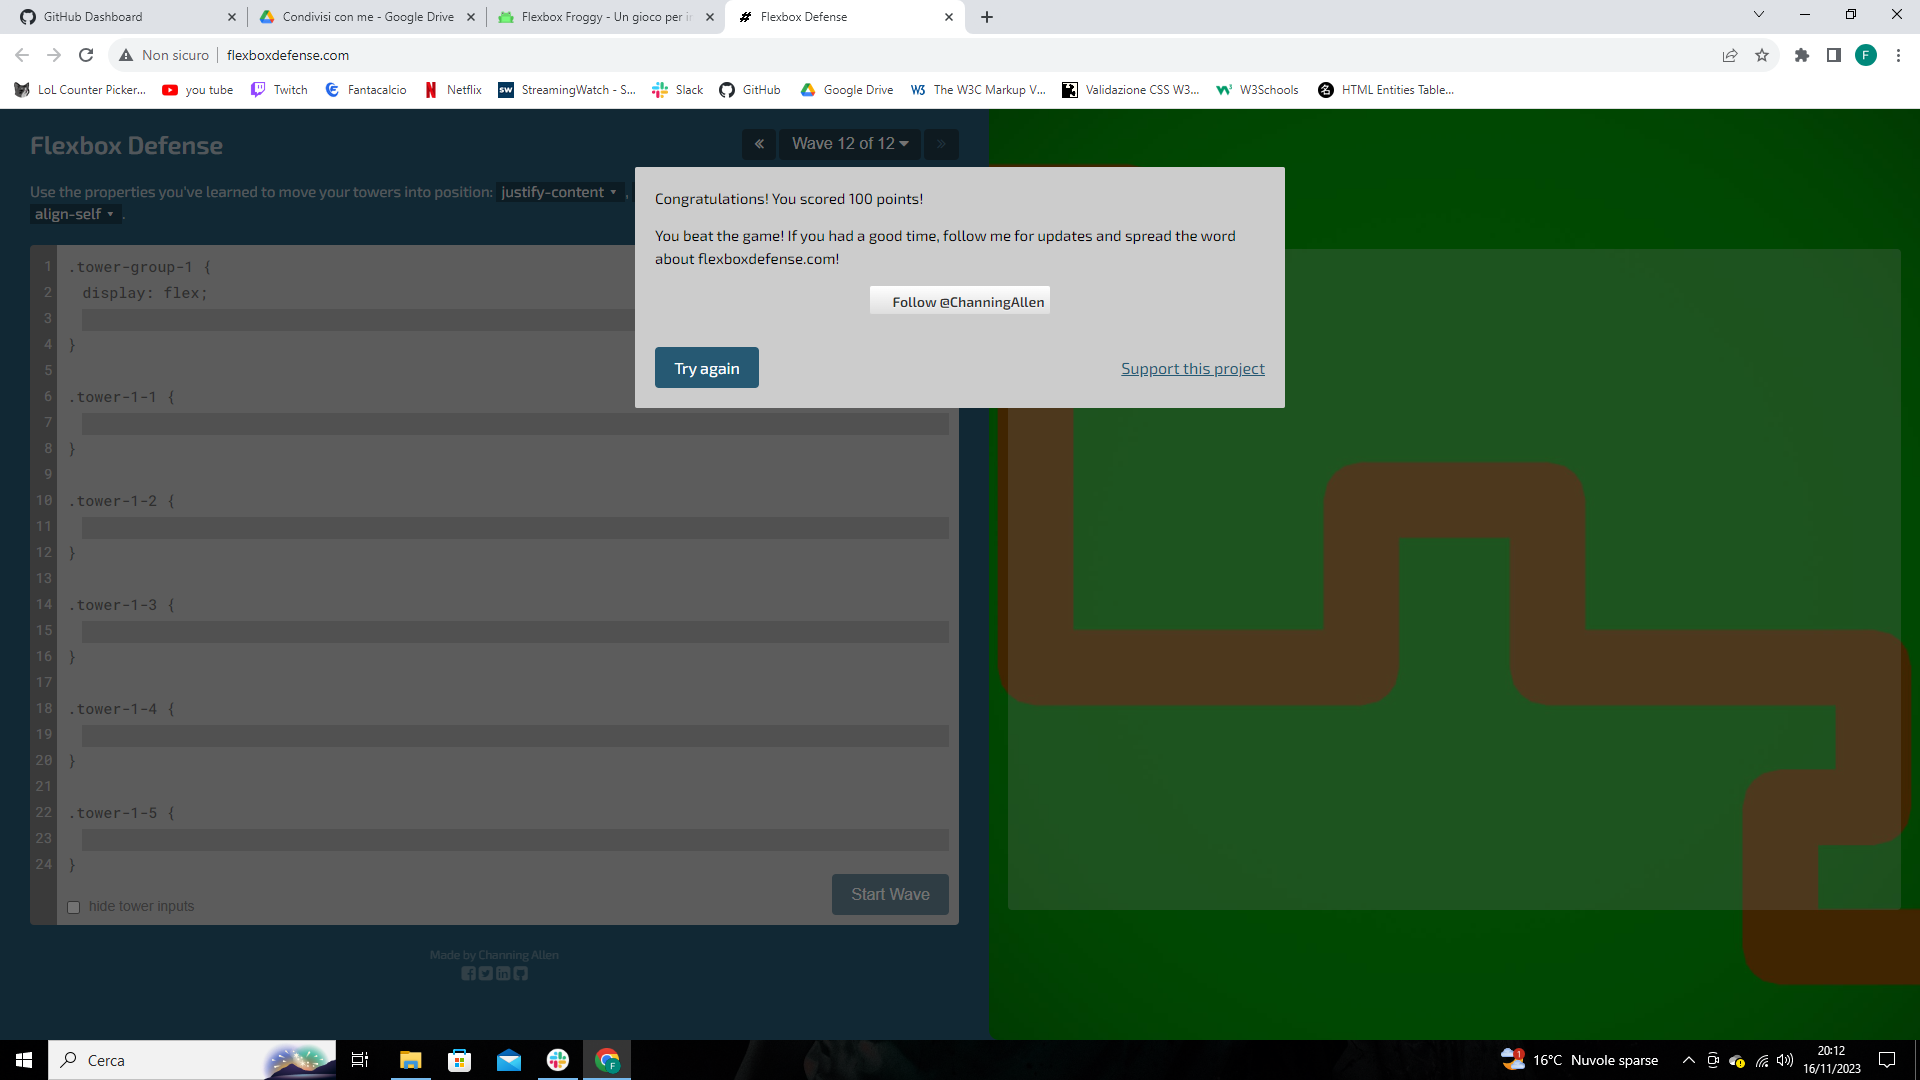 GitHub Dashboard
Condivisi con me - Google Drive
Flexbox Froggy - Un gioco per i
Flexbox Defense
Non sicuro
flexboxdefense.com
F
LoL Counter Picker...
you tube
Twitch
Fantacalcio
Netflix
StreamingWatch - S...
Slack
GitHub
Google Drive
The W3C Markup V...
Validazione CSS W3...
W3Schools
HTML Entities Table...
Flexbox Defense
« Wave 12 of 12 »
Use the properties you've learned to move your towers into position: justify-content ,
align-self .
Congratulations! You scored 100 points!
You beat the game! If you had a good time, follow me for updates and spread the word
about flexboxdefense.com!
Follow @ChanningAllen
Try again
Support this project
1 .tower-group-1 {
2 display: flex;
3
4 }
5
6 .tower-1-1 {
7
8 }
9
10 .tower-1-2 {
11
12 }
13
14 .tower-1-3 {
15
16 }
17
18 .tower-1-4 {
19
20 }
21
22 .tower-1-5 {
23
24 }
hide tower inputs
Start Wave
Made by Channing Allen
Cerca
F
1
16°C Nuvole sparse
20:12
16/11/2023